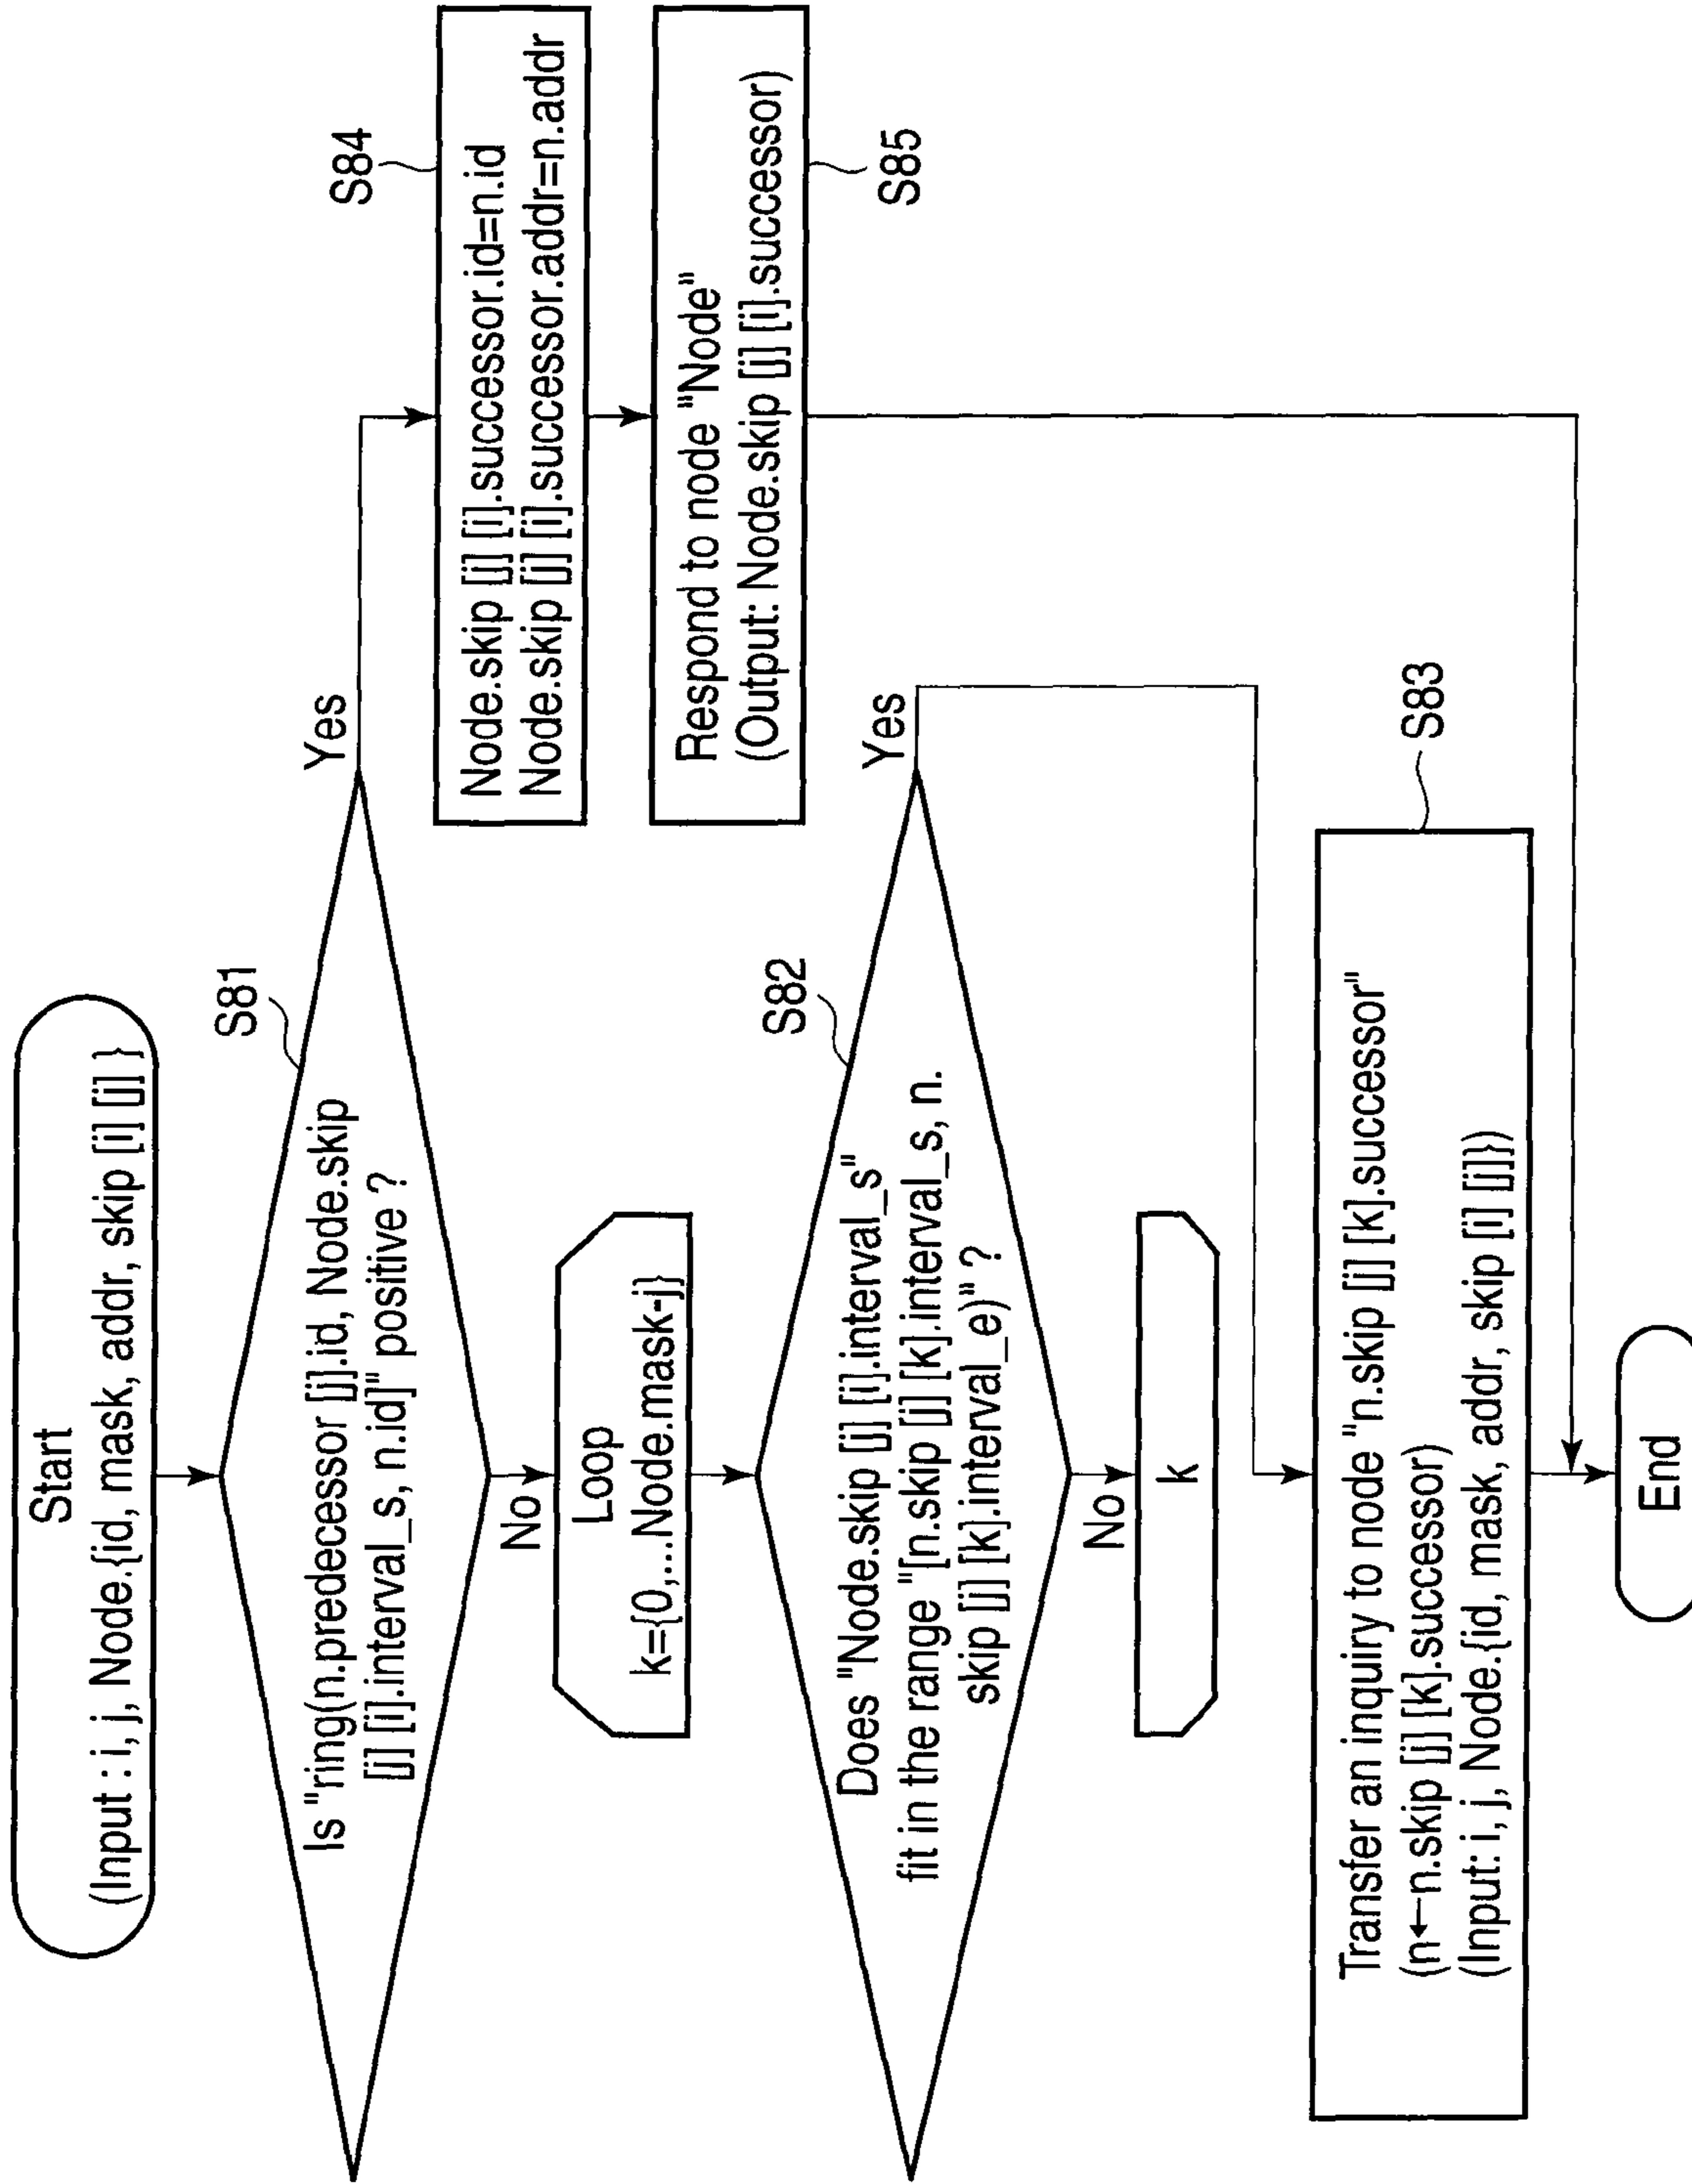 Start
(Input : i, j, Node.{id, mask, addr, skip [i] [j] }
S81
Is "ring(n.predecessor [j].id, Node.skip
[j] [i].interval_s, n.id]" positive ?
Yes
No
S84
Node.skip [j] [i].successor.id=n.id
Node.skip [j] [i].successor.addr=n.addr
Respond to node "Node"
(Output: Node.skip [j] [i].successor)
S85
Loop
k={0,...Node.mask-j}
S82
Does "Node.skip [j] [i].interval_s"
fit in the range "[n.skip [j] [k].interval_s, n.
skip [j] [k].interval_e)" ?
Yes
No
k
S83
Transfer an inquiry to node "n.skip [j] [k].successor"
(n←n.skip [j] [k].successor)
(Input: i, j, Node.{id, mask, addr, skip [i] [j]})
End